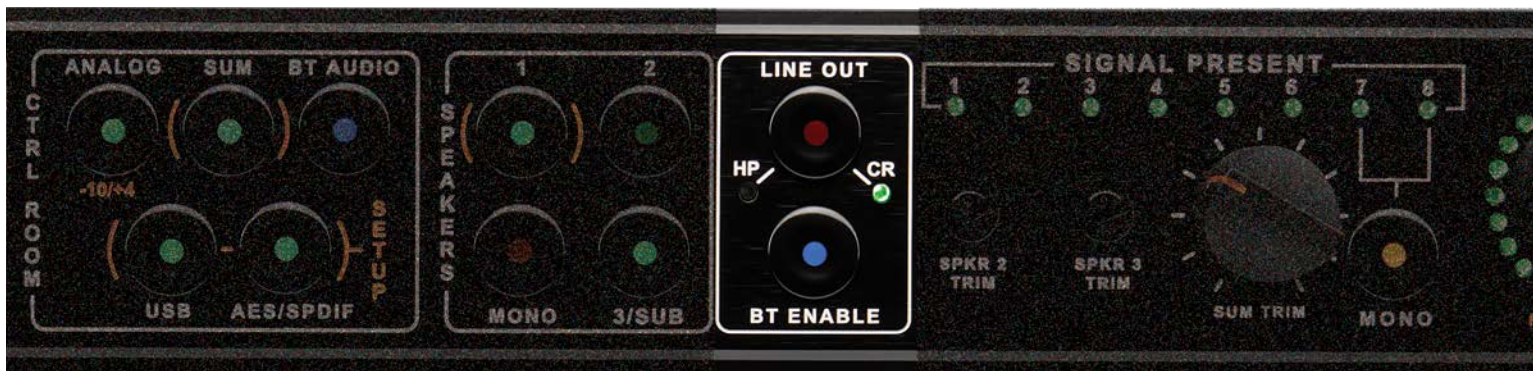 CTRL ROOM
ANALOG SUM BT AUDIO
-10/+4
SETUP
USB AES/SPDIF
SPEAKERS
1 2
MONO 3/SUB
LINE OUT
HP CR
BT ENABLE
SIGNAL PRESENT
1 2 3 4 5 6 7 8
SPKR 2
TRIM
SPKR 3
TRIM
SUM TRIM
MONO